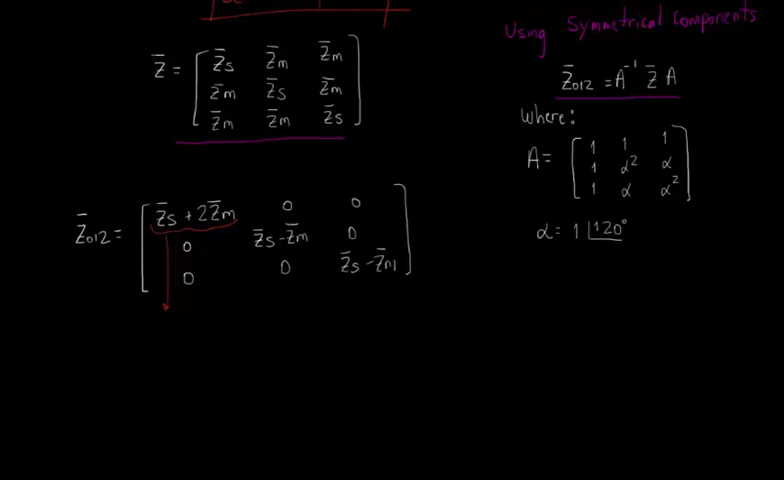 Using Symmetrical Components
Z̄ = [ Z̄s Z̄m Z̄m
Z̄m Z̄s Z̄m
Z̄m Z̄m Z̄s ]
Z̄012 = A⁻¹ Z̄ A
where:
A = [ 1 1 1
1 α² α
1 α α² ]
α = 1∠120°
Z̄012 = [ Z̄s + 2Z̄m 0 0
0 Z̄s - Z̄m 0
0 0 Z̄s - Z̄m ]